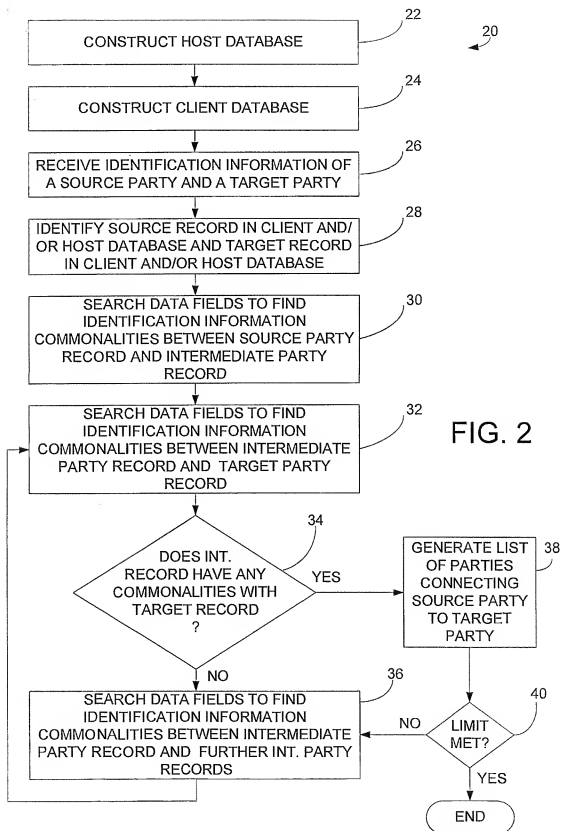 22
20
CONSTRUCT HOST DATABASE
24
CONSTRUCT CLIENT DATABASE
26
RECEIVE IDENTIFICATION INFORMATION OF
A SOURCE PARTY AND A TARGET PARTY
28
IDENTIFY SOURCE RECORD IN CLIENT AND/
OR HOST DATABASE AND TARGET RECORD
IN CLIENT AND/OR HOST DATABASE
30
SEARCH DATA FIELDS TO FIND
IDENTIFICATION INFORMATION
COMMONALITIES BETWEEN SOURCE PARTY
RECORD AND INTERMEDIATE PARTY
RECORD
32
SEARCH DATA FIELDS TO FIND
IDENTIFICATION INFORMATION
COMMONALITIES BETWEEN INTERMEDIATE
PARTY RECORD AND TARGET PARTY
RECORD
FIG. 2
34
DOES INT.
RECORD HAVE ANY
COMMONALITIES WITH
TARGET RECORD
?
YES
NO
38
GENERATE LIST
OF PARTIES
CONNECTING
SOURCE PARTY
TO TARGET
PARTY
36
SEARCH DATA FIELDS TO FIND
IDENTIFICATION INFORMATION
COMMONALITIES BETWEEN INTERMEDIATE
PARTY RECORD AND FURTHER INT. PARTY
RECORDS
40
LIMIT
MET?
NO
YES
END